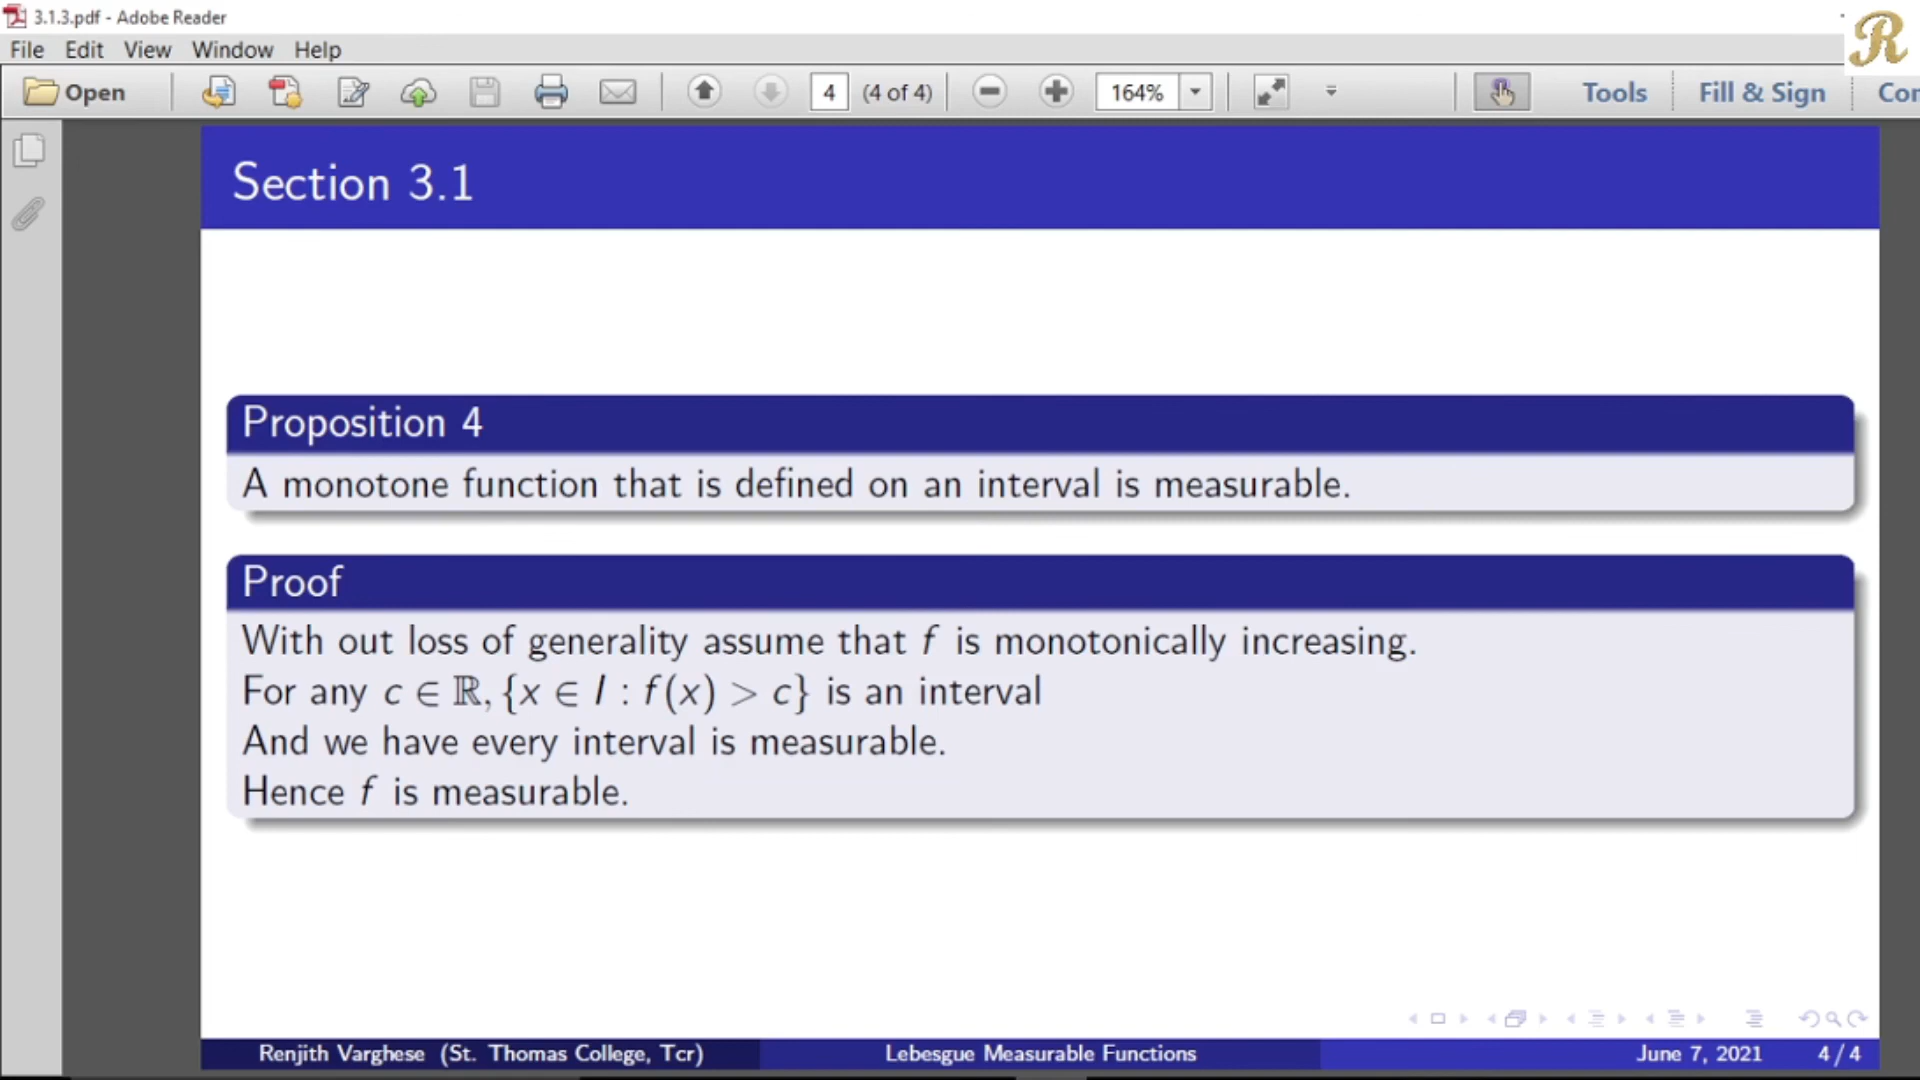 3.1.3.pdf - Adobe Reader
File Edit View Window Help
Open 4 (4 of 4) 164% Tools Fill & Sign
R
Section 3.1
Proposition 4
A monotone function that is defined on an interval is measurable.
Proof
With out loss of generality assume that f is monotonically increasing.
For any c ∈ ℝ, {x ∈ I : f(x) > c} is an interval
And we have every interval is measurable.
Hence f is measurable.
Renjith Varghese (St. Thomas College, Tcr) Lebesgue Measurable Functions June 7, 2021 4 / 4